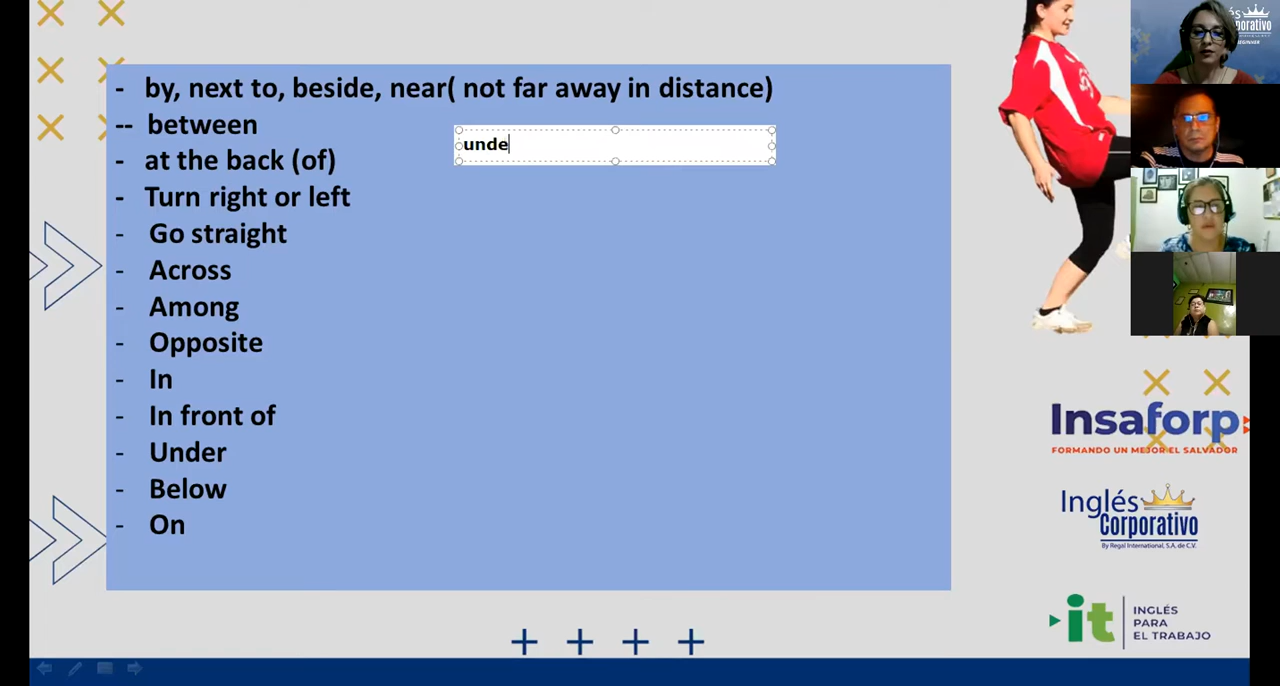 - by, next to, beside, near( not far away in distance)
-- between
- at the back (of)
- Turn right or left
- Go straight
- Across
- Among
- Opposite
- In
- In front of
- Under
- Below
- On
unde
Insaforp
FORMANDO UN MEJOR EL SALVADOR
Inglés
Corporativo
By Regal International, S.A. de C.V.
it
INGLÉS
PARA
EL TRABAJO